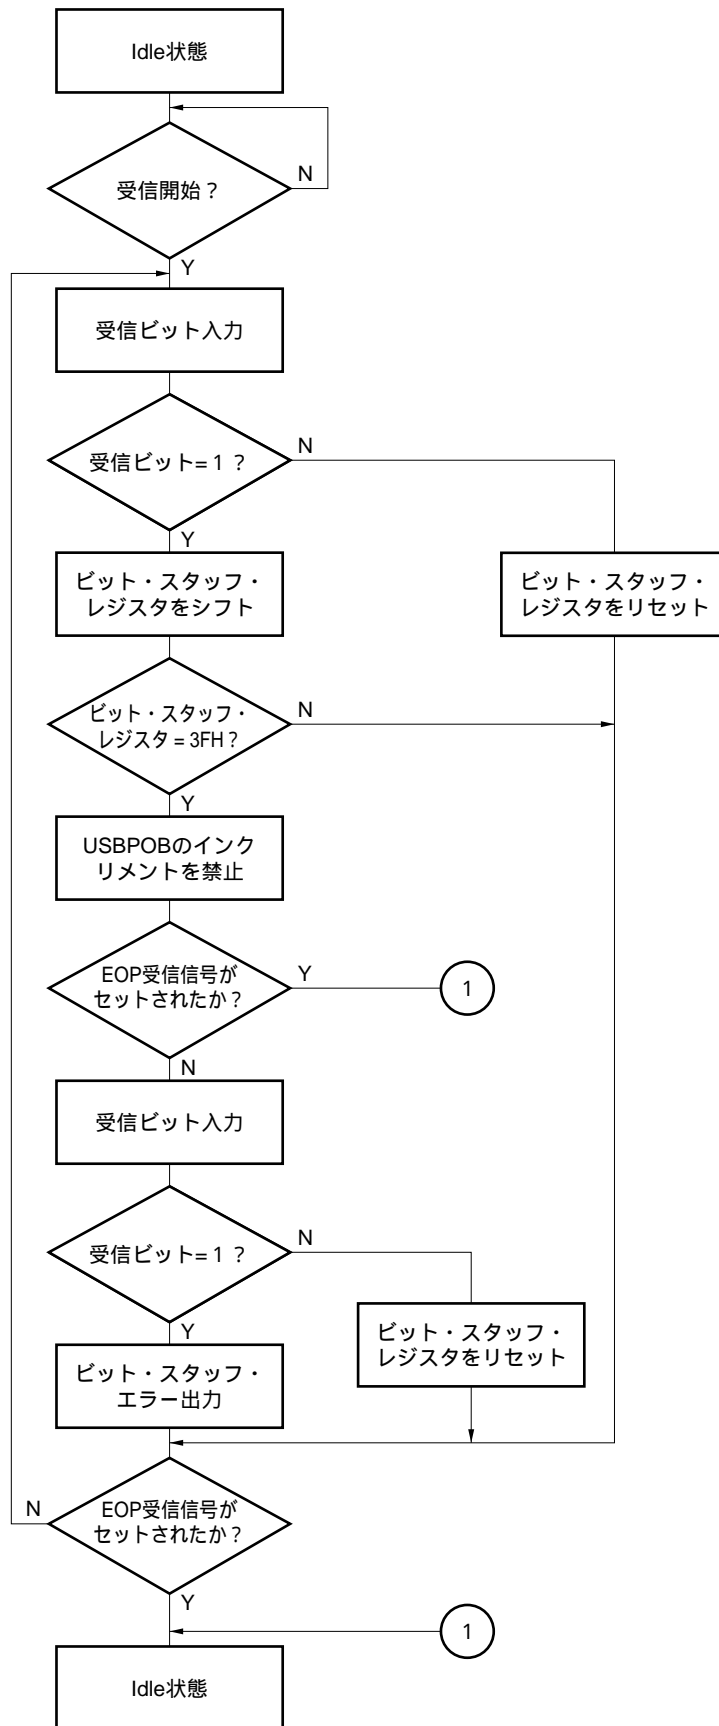 Idle状態
受信開始？
N
Y
受信ビット入力
受信ビット=１？
N
Y
ビット・スタッフ・
レジスタをシフト
ビット・スタッフ・
レジスタをリセット
ビット・スタッフ・
レジスタ＝3FH？
N
Y
USBPOBのインク
リメントを禁止
EOP受信信号が
セットされたか？
Y
1
N
受信ビット入力
受信ビット=１？
N
Y
ビット・スタッフ・
レジスタをリセット
ビット・スタッフ・
エラー出力
EOP受信信号が
セットされたか？
N
Y
1
Idle状態